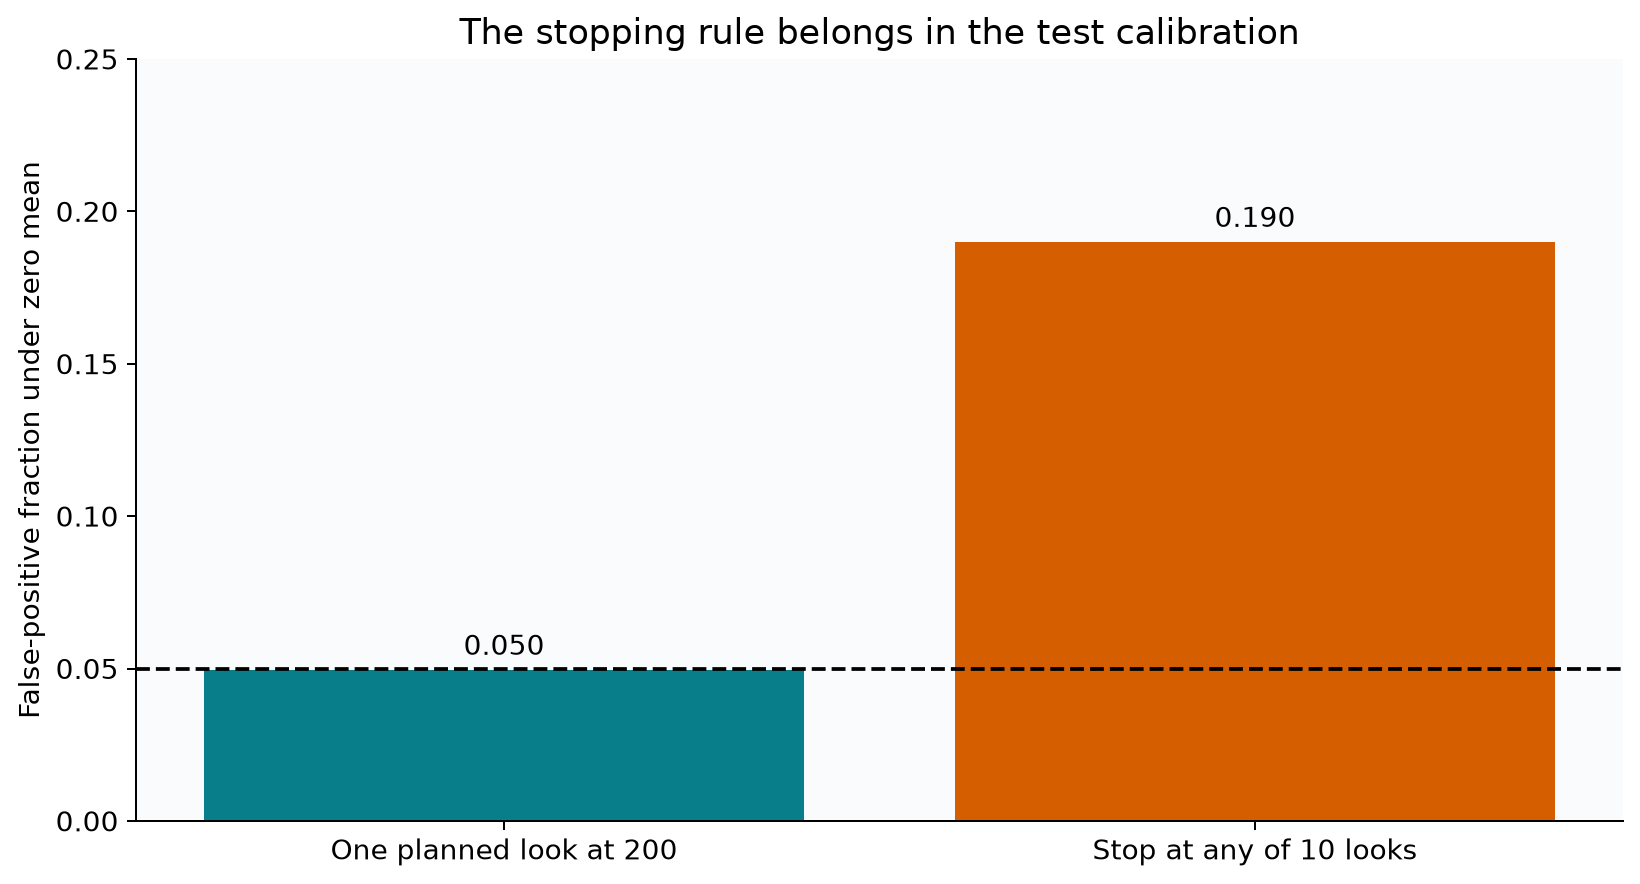 The stopping rule belongs in the test calibration
False-positive fraction under zero mean
0.25
0.20
0.15
0.10
0.05
0.00
0.050
0.190
One planned look at 200
Stop at any of 10 looks